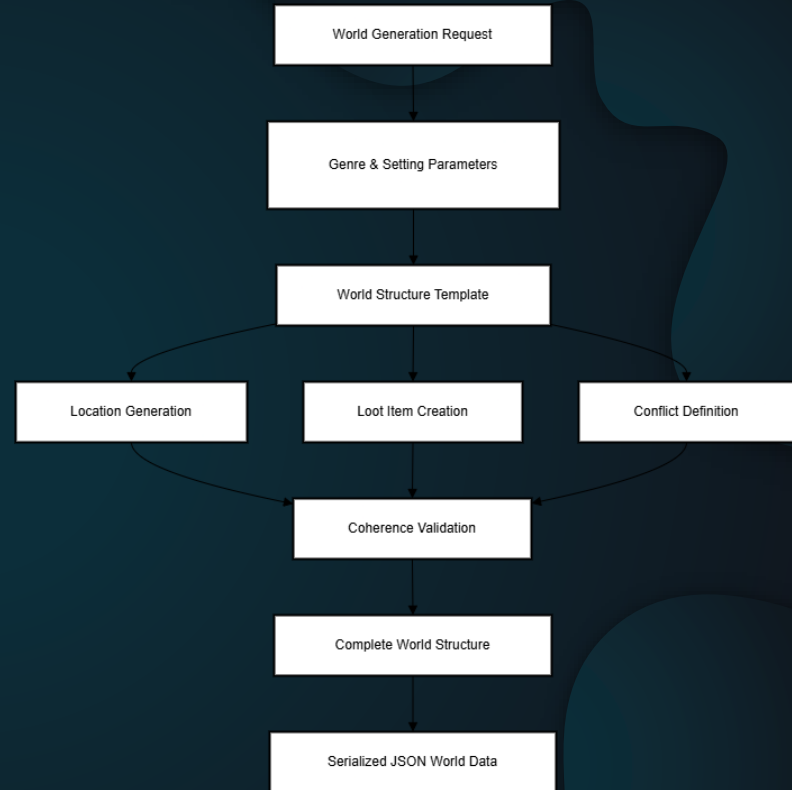 World Generation Request
Genre & Setting Parameters
World Structure Template
Location Generation
Loot Item Creation
Conflict Definition
Coherence Validation
Complete World Structure
Serialized JSON World Data